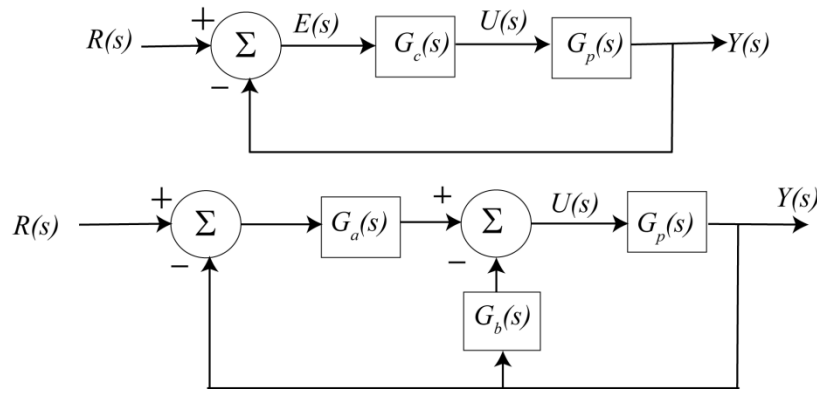 R(s) + Σ − E(s) G_c(s) U(s) G_p(s) Y(s)
R(s) + Σ − G_a(s) + Σ − U(s) G_p(s) Y(s)
G_b(s)